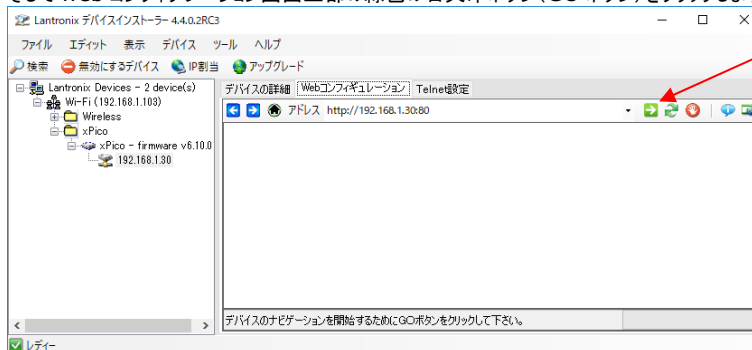 Lantronix デバイスインストーラー 4.4.0.2RC3
ファイル エディット 表示 デバイス ツール ヘルプ
検索 無効にするデバイス IP割当 アップグレード
Lantronix Devices - 2 device(s)
Wi-Fi (192.168.1.103)
Wireless
xPico
xPico - firmware v6.10.0
192.168.1.30
デバイスの詳細 Webコンフィギュレーション Telnet設定
アドレス http://192.168.1.30:80
デバイスのナビゲーションを開始するためにGOボタンをクリックして下さい。
レディー